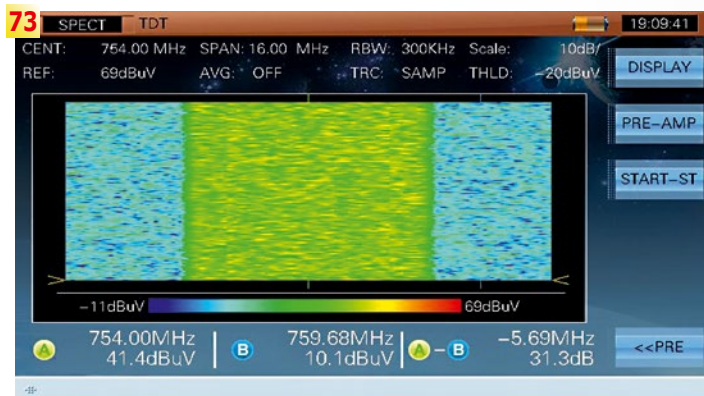 73
SPECT TDT 19:09:41
CENT: 754.00 MHz SPAN: 16.00 MHz RBW: 300KHz Scale: 10dB/
REF: 69dBuV AVG: OFF TRC: SAMP THLD: -20dBuV
DISPLAY
PRE-AMP
START-ST
-11dBuV 69dBuV
A 754.00MHz B 759.68MHz A-B -5.69MHz
41.4dBuV 10.1dBuV 31.3dB
<<PRE